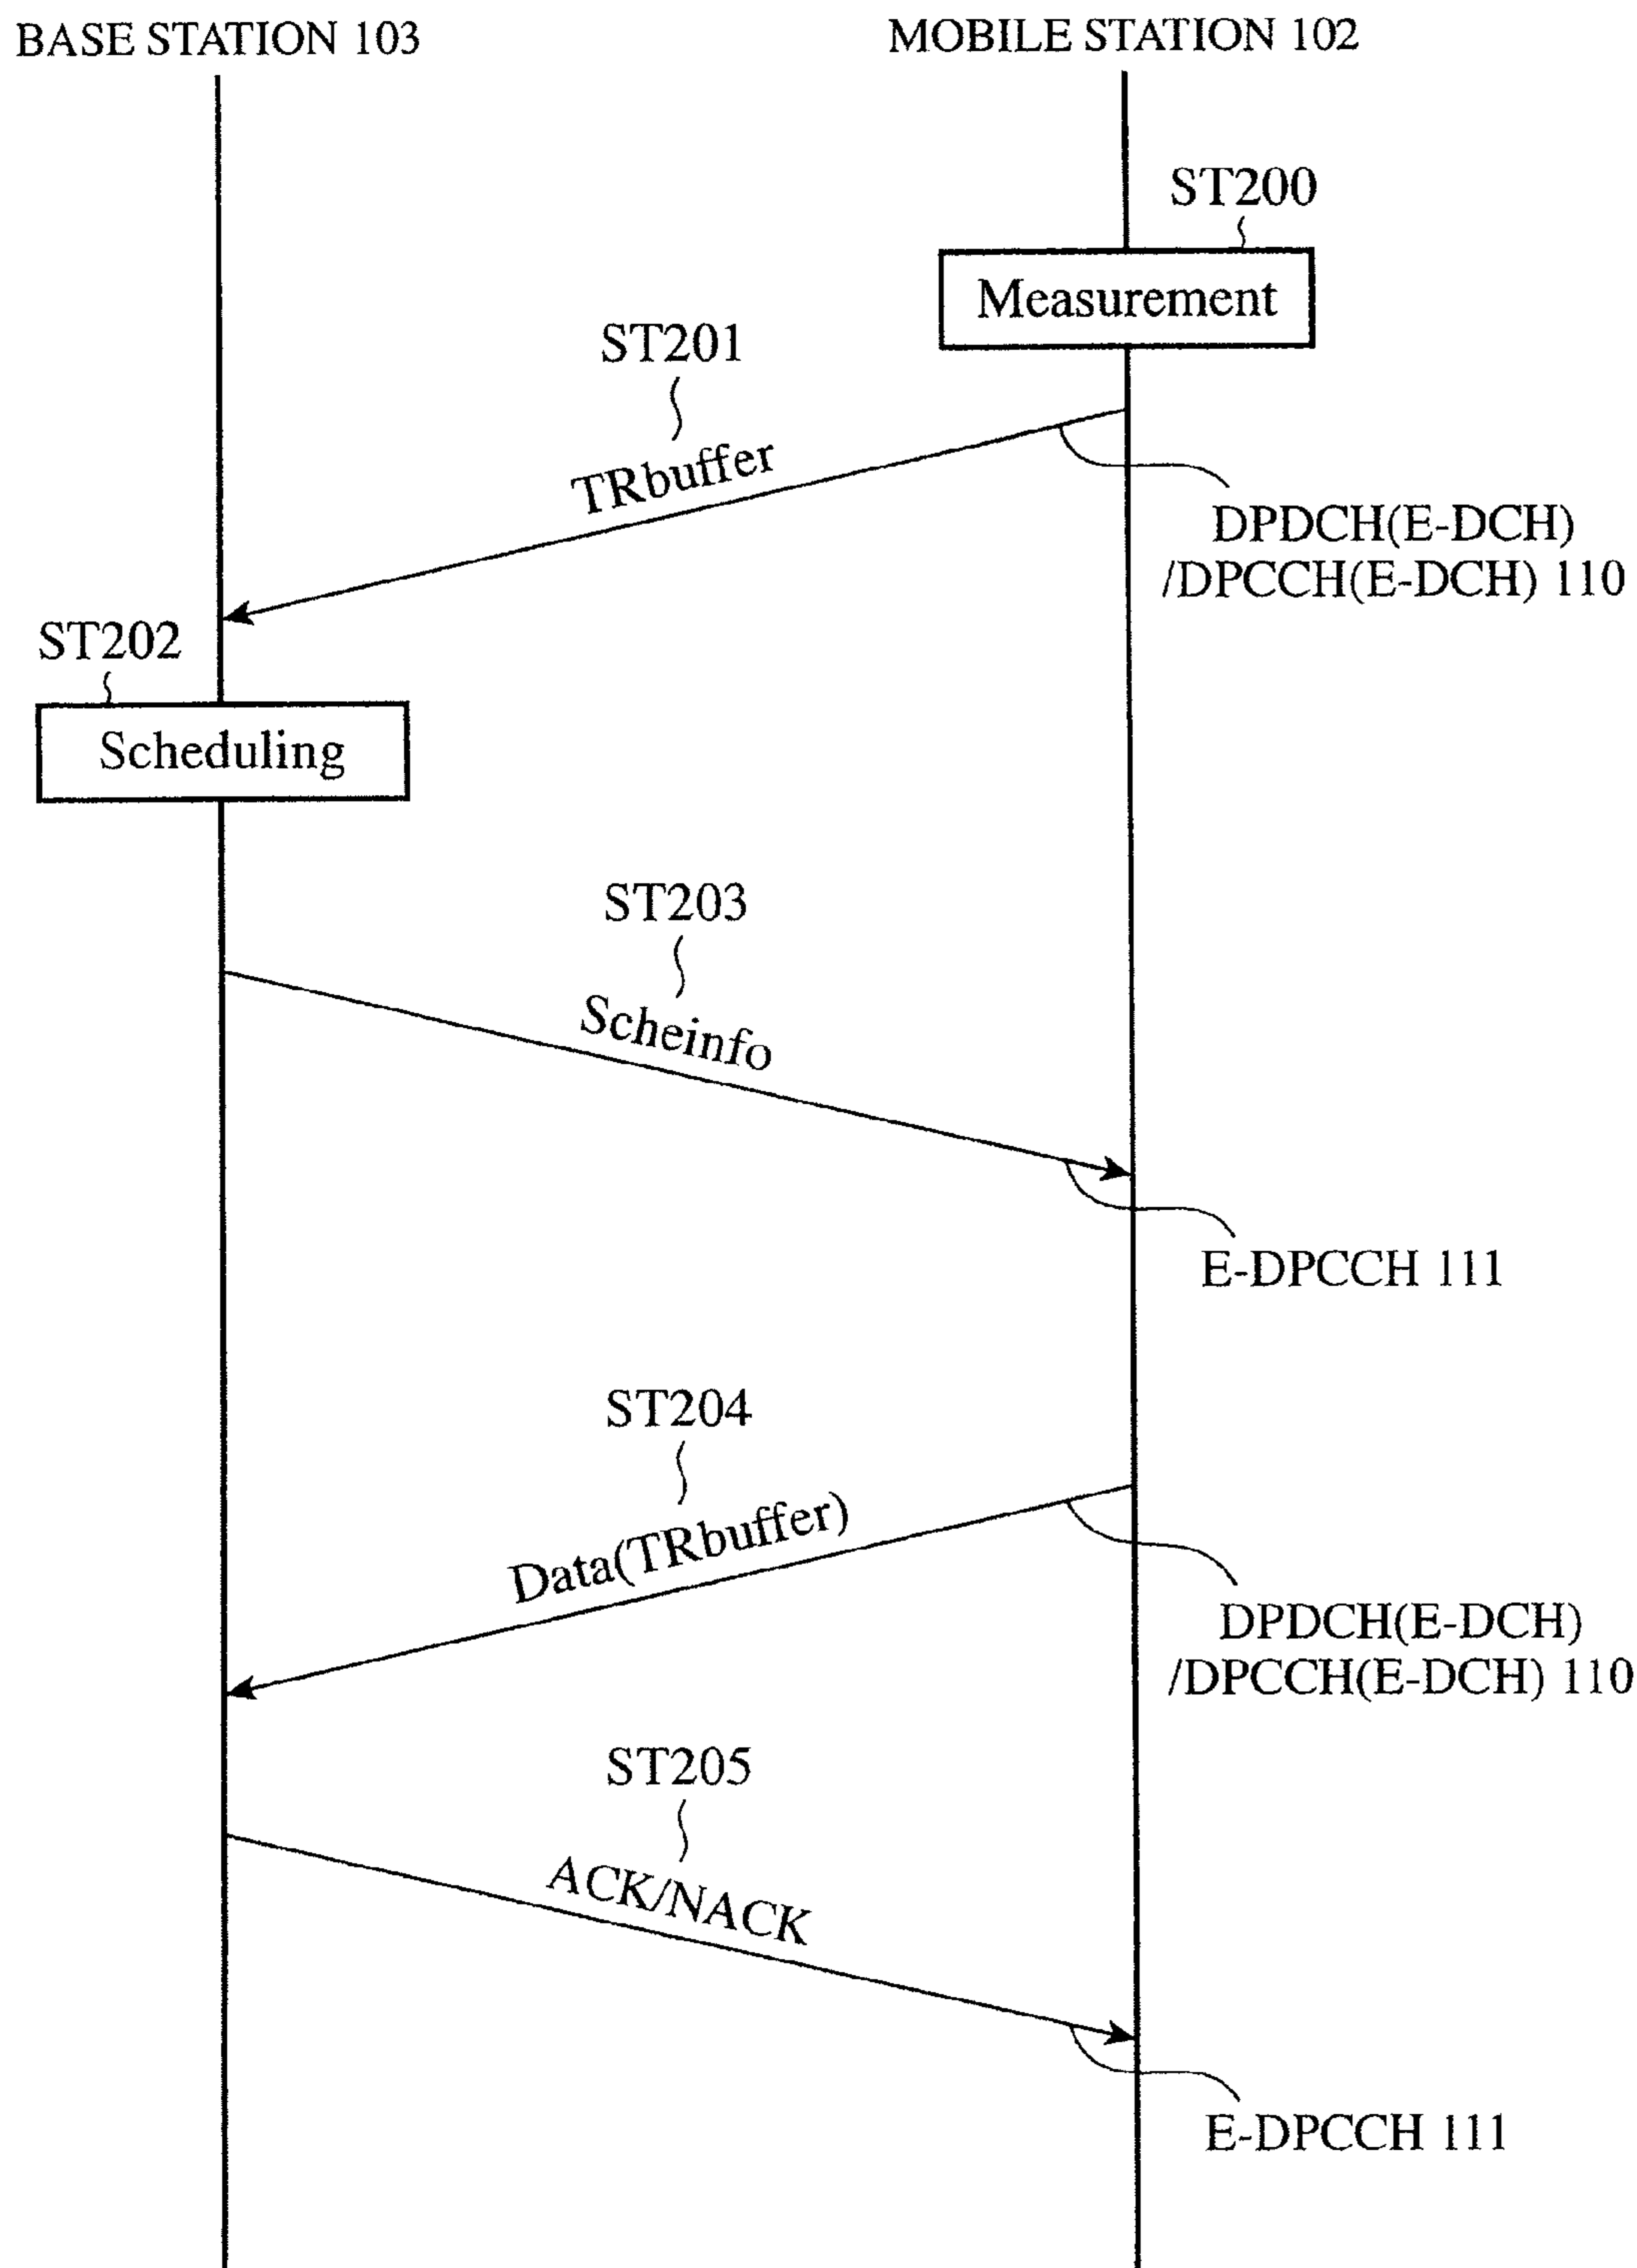 BASE STATION 103
MOBILE STATION 102
ST200
Measurement
ST201
TRbuffer
DPDCH(E-DCH)
/DPCCH(E-DCH) 110
ST202
Scheduling
ST203
Scheinfo
E-DPCCH 111
ST204
Data(TRbuffer)
DPDCH(E-DCH)
/DPCCH(E-DCH) 110
ST205
ACK/NACK
E-DPCCH 111